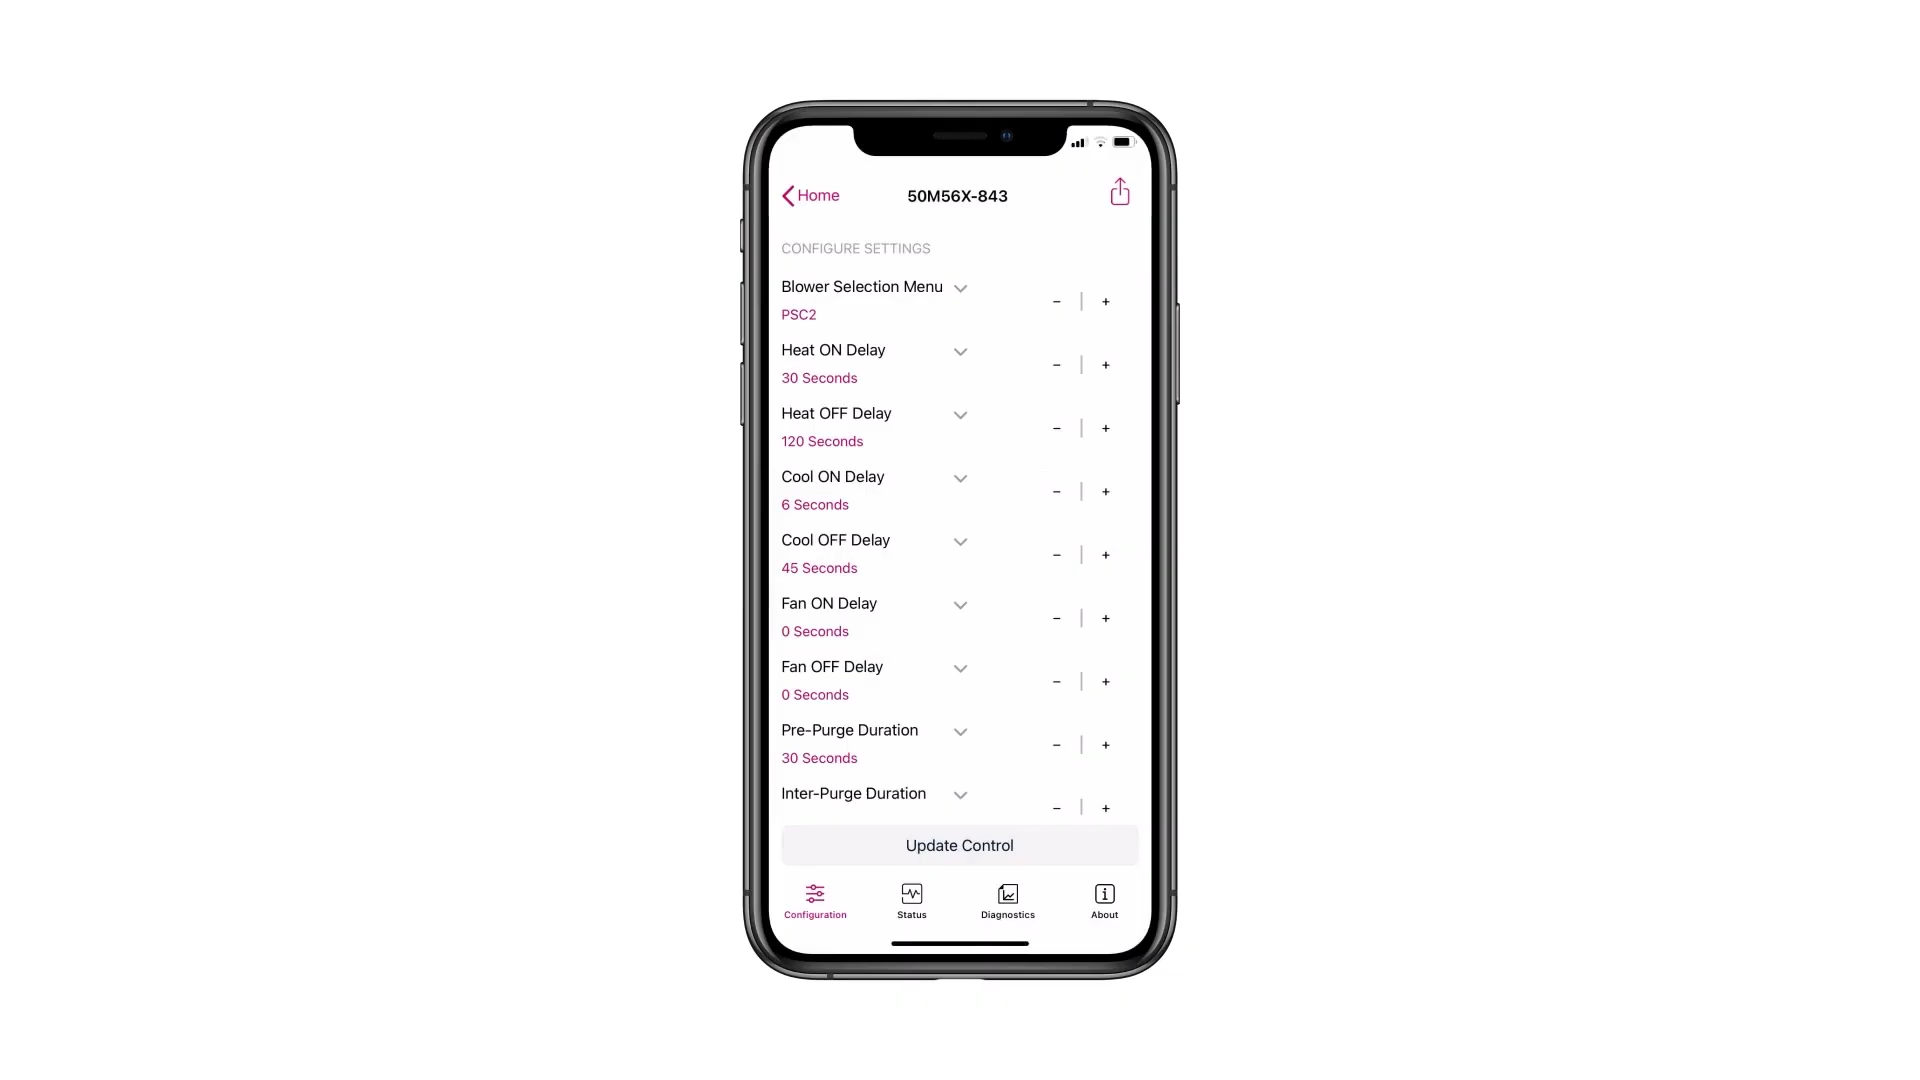 Home
50M56X-843
CONFIGURE SETTINGS
Blower Selection Menu
PSC2
- | +
Heat ON Delay
30 Seconds
- | +
Heat OFF Delay
120 Seconds
- | +
Cool ON Delay
6 Seconds
- | +
Cool OFF Delay
45 Seconds
- | +
Fan ON Delay
0 Seconds
- | +
Fan OFF Delay
0 Seconds
- | +
Pre-Purge Duration
30 Seconds
- | +
Inter-Purge Duration
- | +
Update Control
Configuration
Status
Diagnostics
About